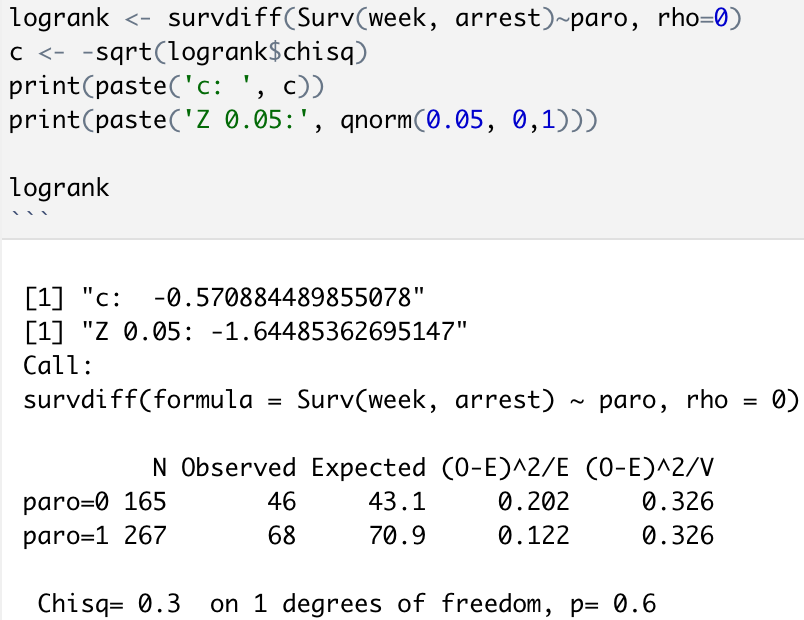 logrank <- survdiff(Surv(week, arrest)~paro, rho=0)
c <- -sqrt(logrank$chisq)
print(paste('c: ', c))
print(paste('Z 0.05:', qnorm(0.05, 0,1)))
logrank
```
[1] "c:  -0.570884489855078"
[1] "Z 0.05: -1.64485362695147"
Call:
survdiff(formula = Surv(week, arrest) ~ paro, rho = 0)
         N Observed Expected (O-E)^2/E (O-E)^2/V
paro=0 165       46     43.1     0.202     0.326
paro=1 267       68     70.9     0.122     0.326
 Chisq= 0.3  on 1 degrees of freedom, p= 0.6